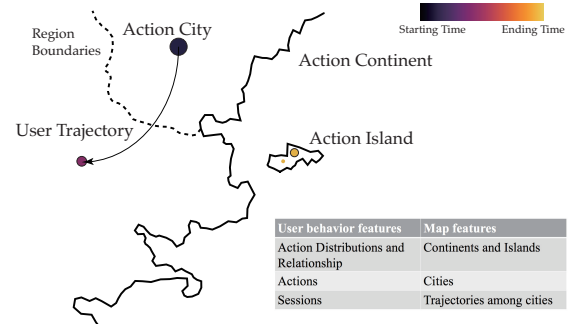 Region
Boundaries
Action City
Starting Time
Ending Time
Action Continent
User Trajectory
Action Island
User behavior features
Map features
Action Distributions and
Relationship
Continents and Islands
Actions
Cities
Sessions
Trajectories among cities